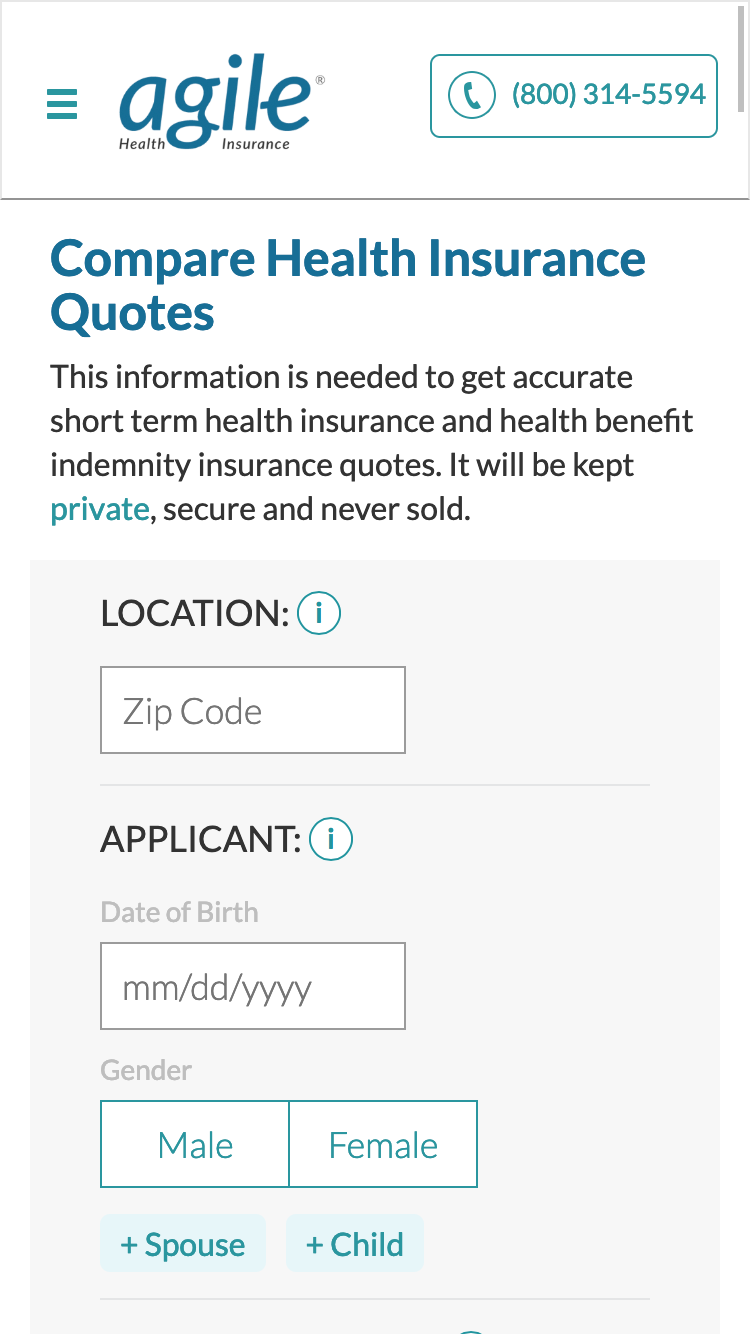 agile®
Health Insurance
(800) 314-5594
Compare Health Insurance
Quotes
This information is needed to get accurate
short term health insurance and health benefit
indemnity insurance quotes. It will be kept
private, secure and never sold.
LOCATION: i
Zip Code
APPLICANT: i
Date of Birth
mm/dd/yyyy
Gender
Male Female
+ Spouse + Child